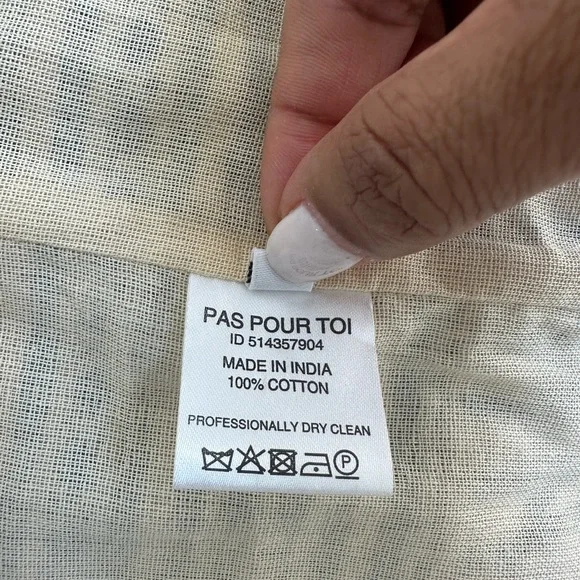 PAS POUR TOI
ID 514357904
MADE IN INDIA
100% COTTON
PROFESSIONALLY DRY CLEAN
P